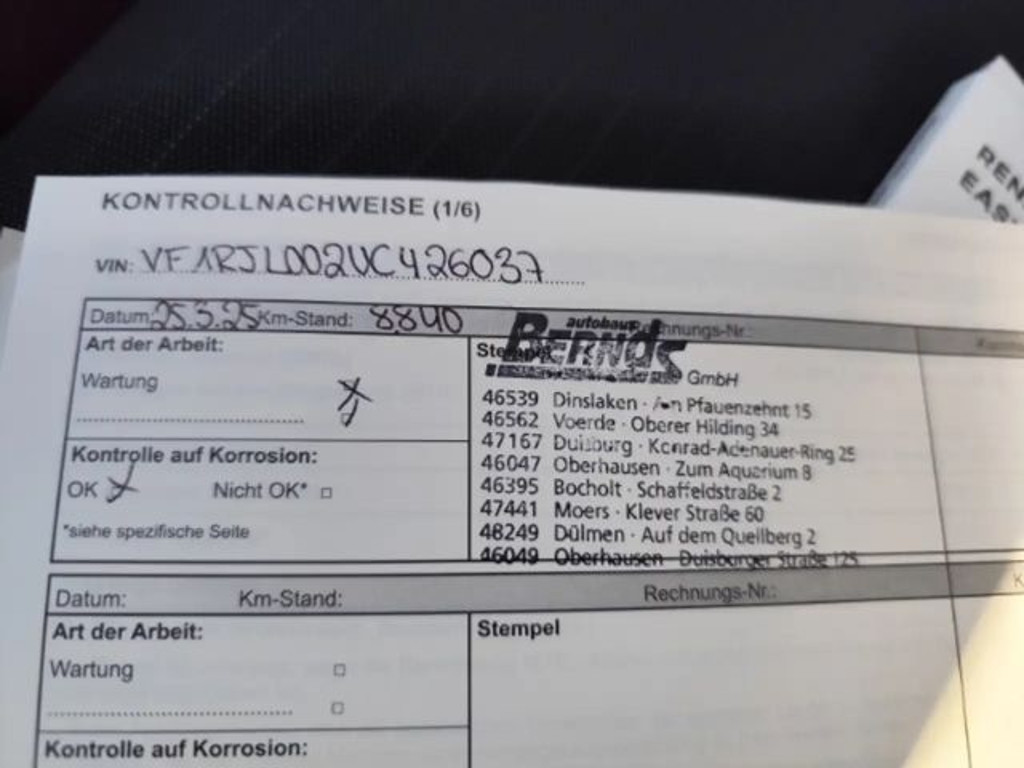 REN
EAS
KONTROLLNACHWEISE (1/6)
VIN: VF1RJL002UC426037
Datum: 25.3.25 Km-Stand: 8840 Rechnungs-Nr.:
Art der Arbeit:
Wartung
Kontrolle auf Korrosion:
OK Nicht OK*
*siehe spezifische Seite
Stempel
autohaus
BERNDS
GmbH
46539 Dinslaken · Am Pfauenzehnt 15
46562 Voerde · Oberer Hilding 34
47167 Duisburg · Konrad-Adenauer-Ring 25
46047 Oberhausen · Zum Aquarium 8
46395 Bocholt · Schaffeldstraße 2
47441 Moers · Klever Straße 60
48249 Dülmen · Auf dem Quellberg 2
46049 Oberhausen · Duisburger Straße 125
Datum: Km-Stand: Rechnungs-Nr.: K
Art der Arbeit:
Wartung
Stempel
Kontrolle auf Korrosion: